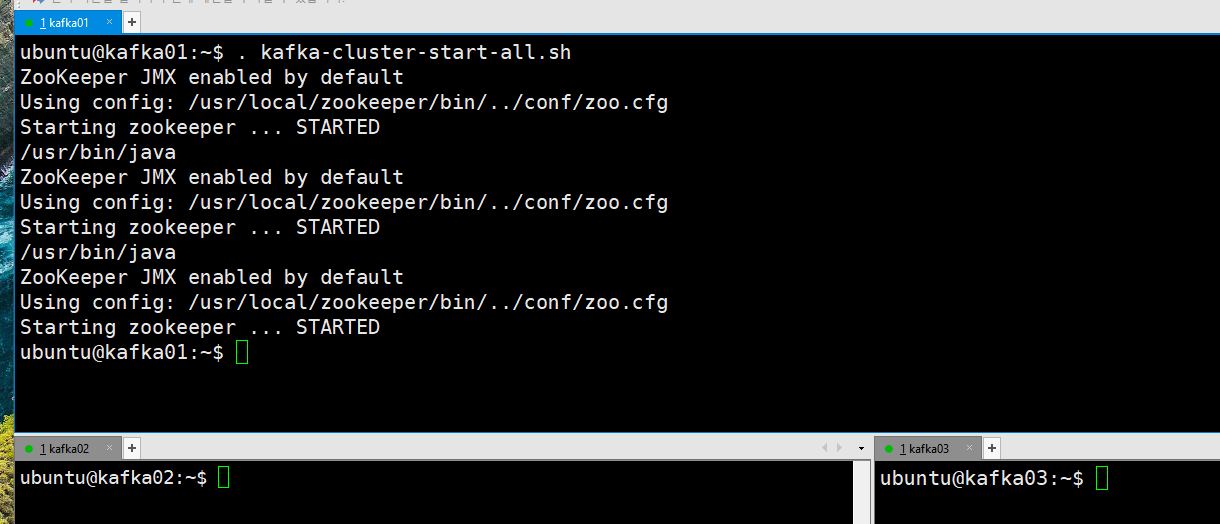 1 kafka01
ubuntu@kafka01:~$ . kafka-cluster-start-all.sh
ZooKeeper JMX enabled by default
Using config: /usr/local/zookeeper/bin/../conf/zoo.cfg
Starting zookeeper ... STARTED
/usr/bin/java
ZooKeeper JMX enabled by default
Using config: /usr/local/zookeeper/bin/../conf/zoo.cfg
Starting zookeeper ... STARTED
/usr/bin/java
ZooKeeper JMX enabled by default
Using config: /usr/local/zookeeper/bin/../conf/zoo.cfg
Starting zookeeper ... STARTED
ubuntu@kafka01:~$
1 kafka02
ubuntu@kafka02:~$
1 kafka03
ubuntu@kafka03:~$